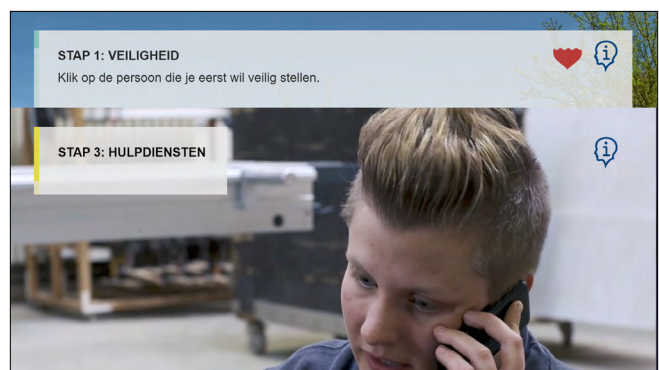 STAP 1: VEILIGHEID
Klik op de persoon die je eerst wil veilig stellen.
STAP 3: HULPDIENSTEN